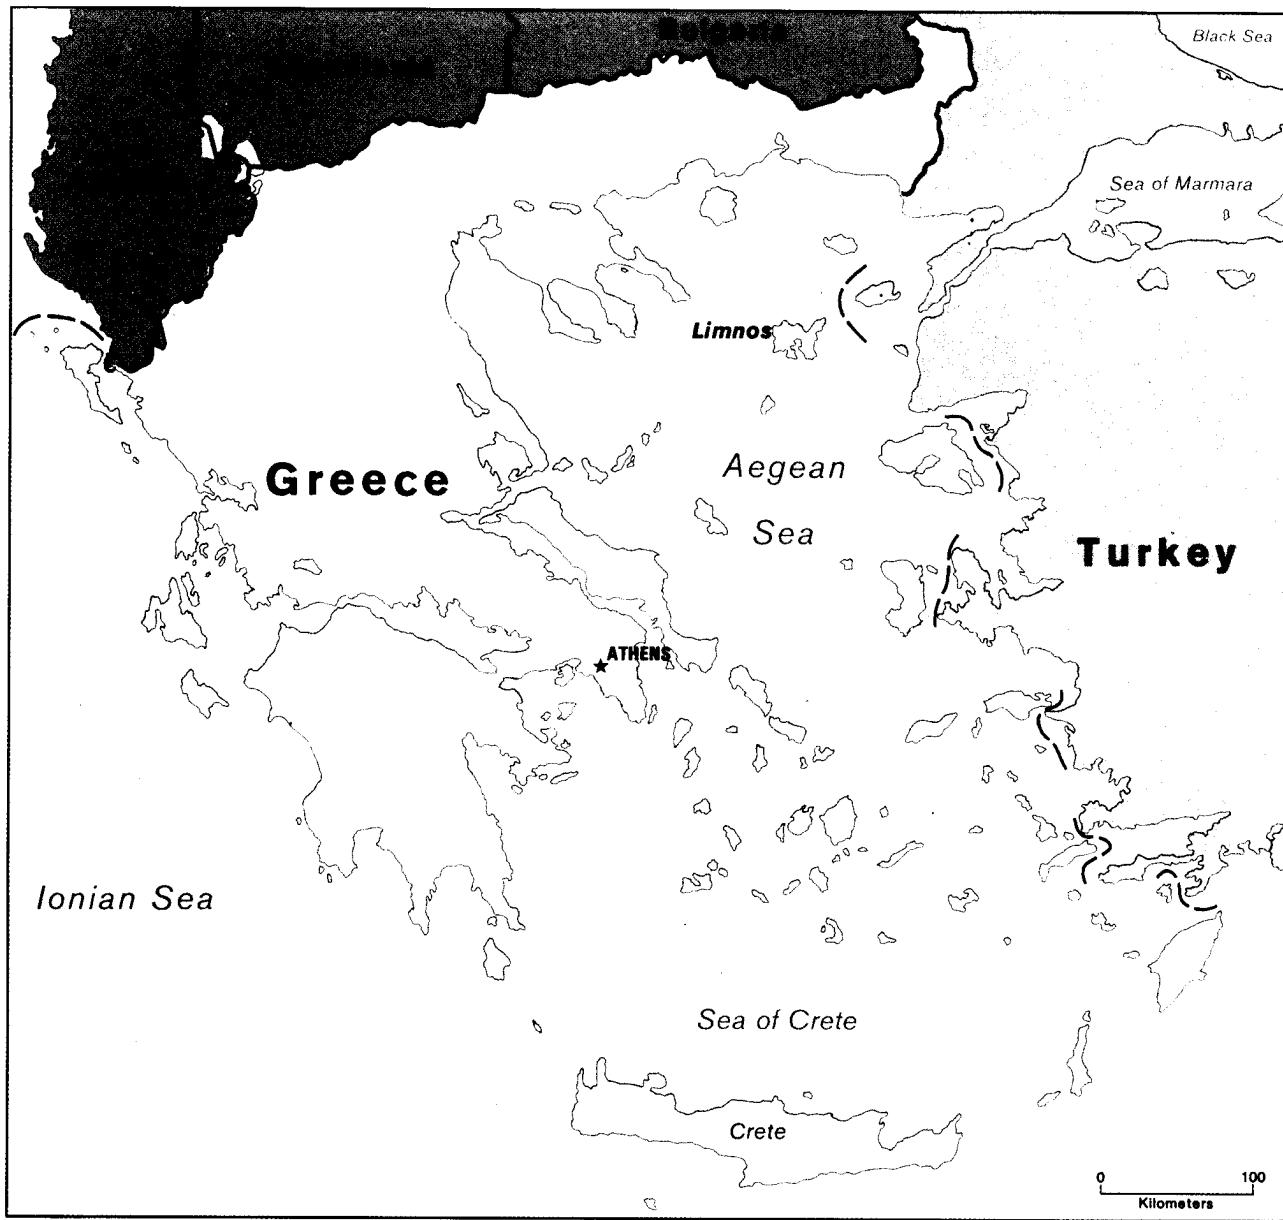 Bulgaria
Black Sea
Sea of Marmara
Limnos
Greece
Aegean
Sea
Turkey
ATHENS
Ionian Sea
Sea of Crete
Crete
0 100
Kilometers